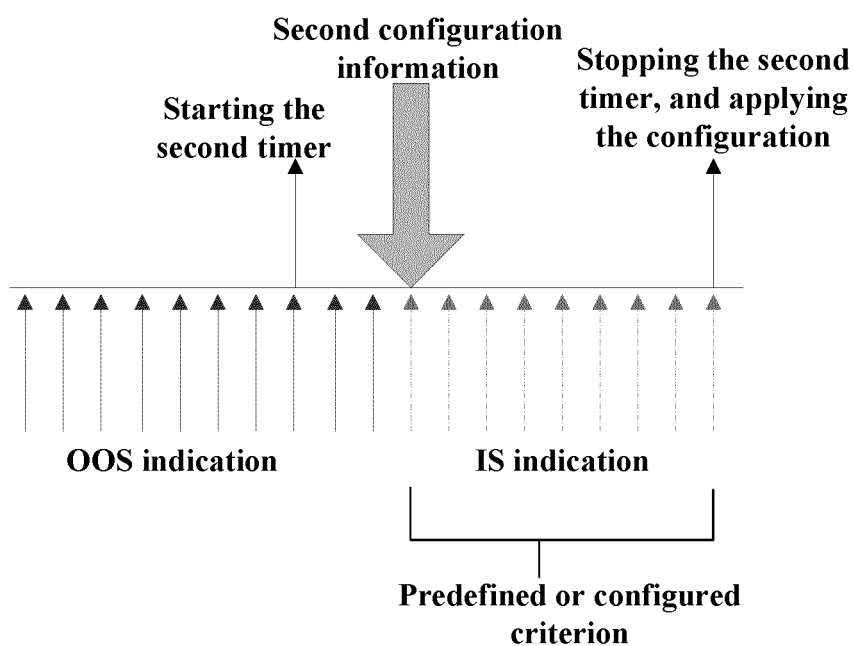 Second configuration
information
Stopping the second
timer, and applying
the configuration
Starting the
second timer
OOS indication
IS indication
Predefined or configured
criterion